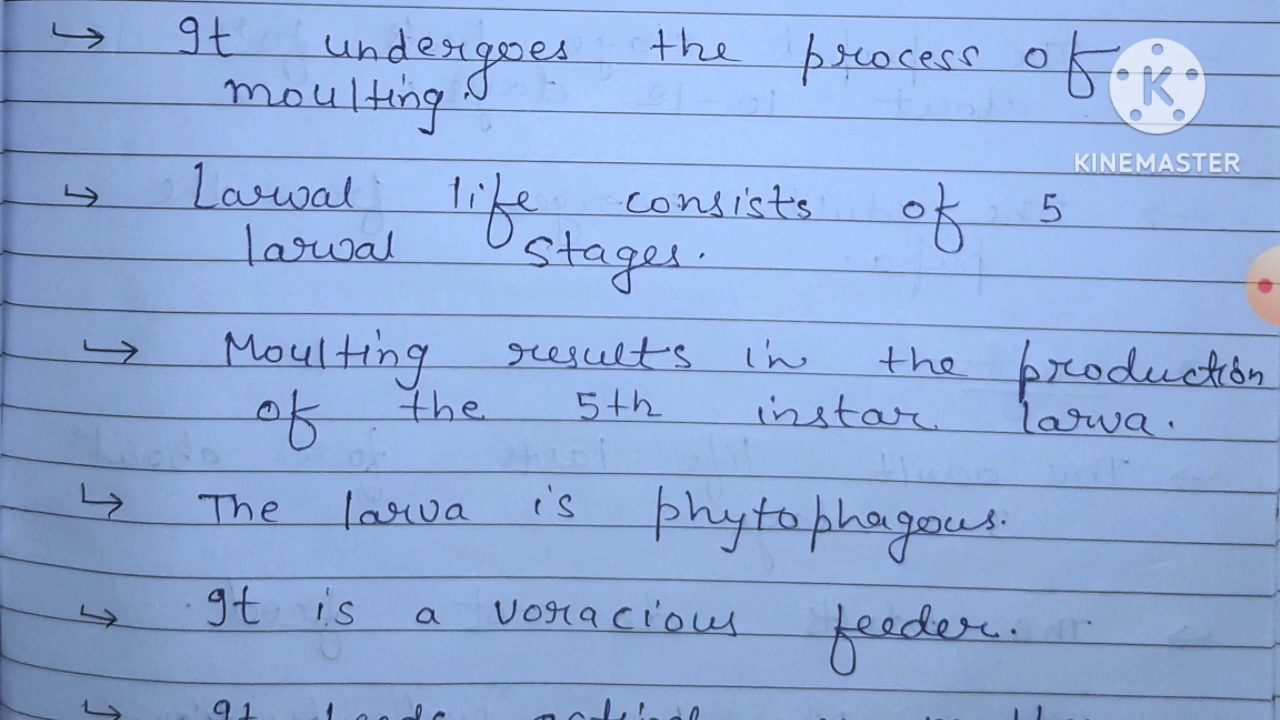 ↳ It undergoes the process of
moulting.
K
KINEMASTER
↳ Larval life consists of 5
larval stages.
↳ Moulting results in the production
of the 5th instar larva.
↳ The larva is phytophagous.
↳ It is a voracious feeder.
↳ It